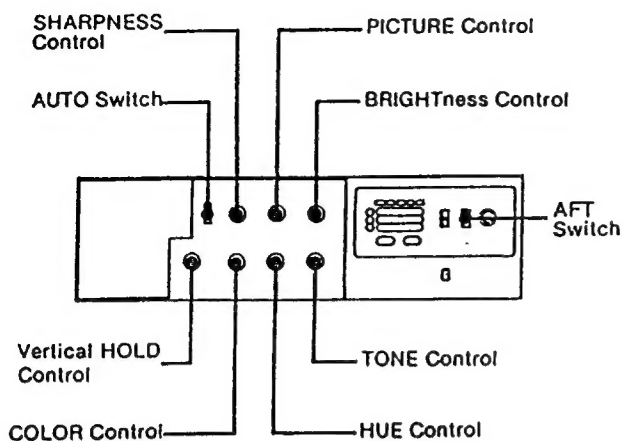 SHARPNESS
Control
PICTURE Control
AUTO Switch
BRIGHTness Control
AFT
Switch
Vertical HOLD
Control
TONE Control
COLOR Control
HUE Control